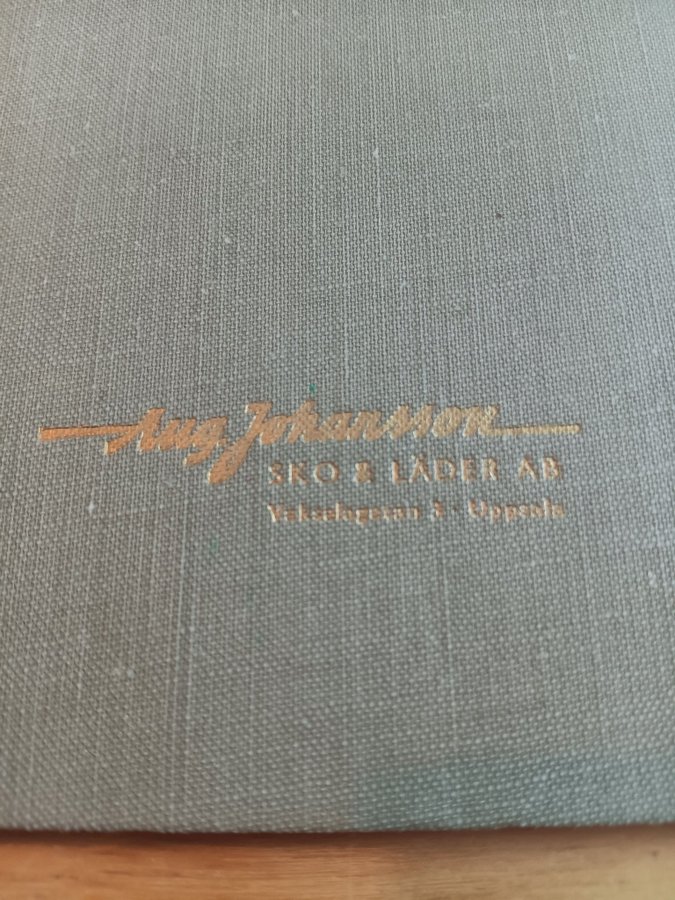 Aug. Johansson
SKO & LÄDER AB
Vaksalagatan 3 · Uppsala